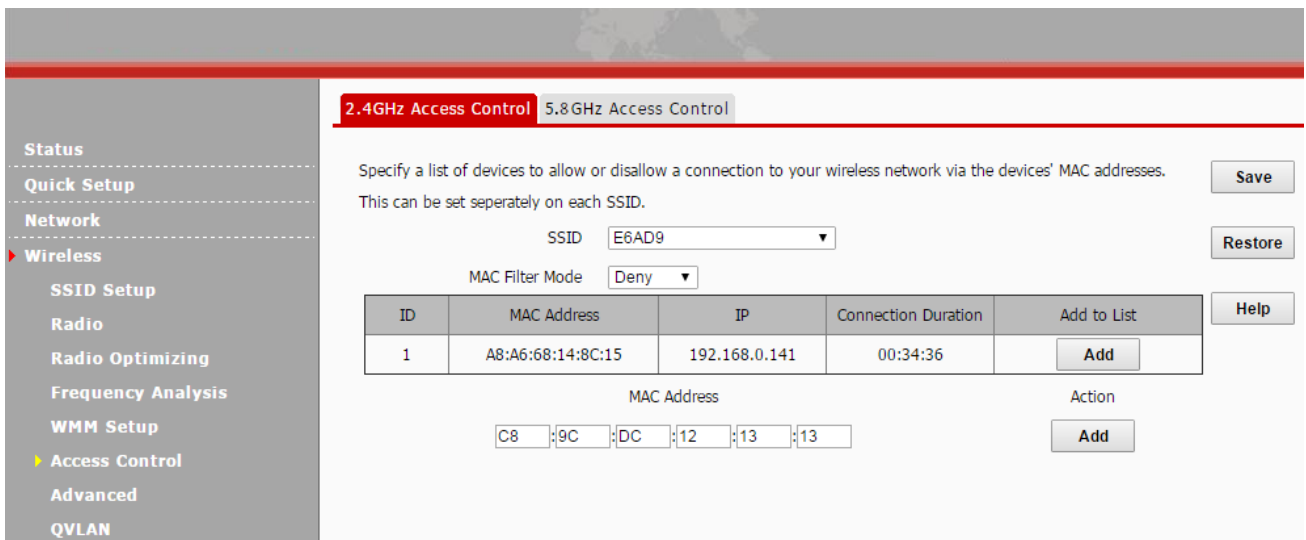 2.4GHz Access Control 5.8GHz Access Control
Status
Quick Setup
Network
Wireless
SSID Setup
Radio
Radio Optimizing
Frequency Analysis
WMM Setup
Access Control
Advanced
QVLAN
Specify a list of devices to allow or disallow a connection to your wireless network via the devices' MAC addresses.
This can be set seperately on each SSID.
SSID E6AD9
MAC Filter Mode Deny
ID MAC Address IP Connection Duration Add to List
1 A8:A6:68:14:8C:15 192.168.0.141 00:34:36 Add
MAC Address Action
C8 :9C :DC :12 :13 :13 Add
Save
Restore
Help